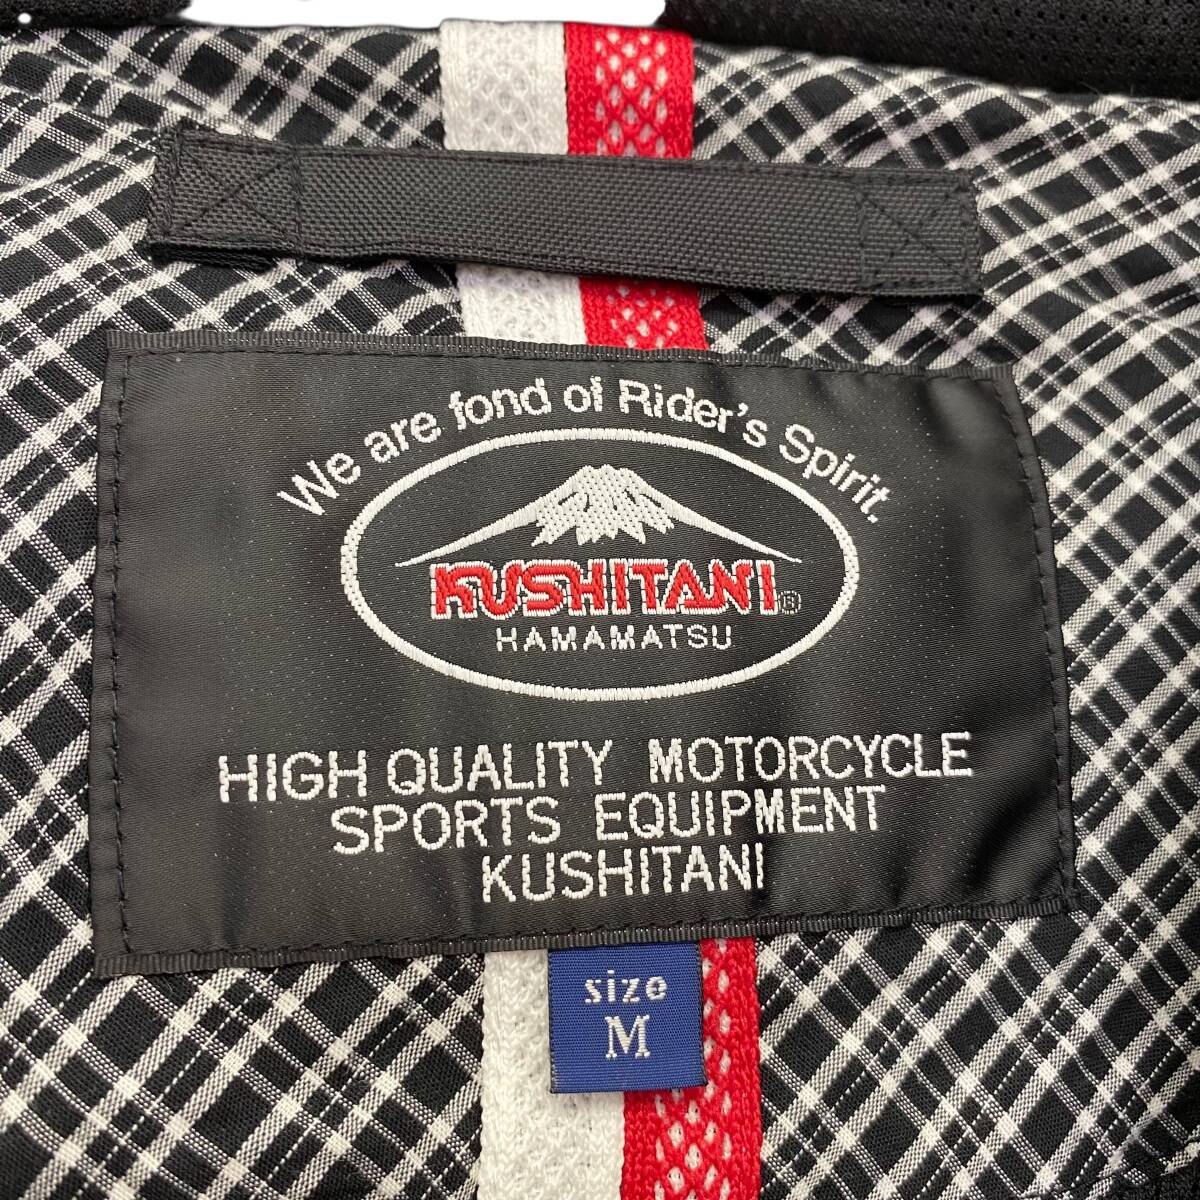 We are fond of Rider's Spirit.
KUSHITANI®
HAMAMATSU
HIGH QUALITY MOTORCYCLE
SPORTS EQUIPMENT
KUSHITANI
size
M